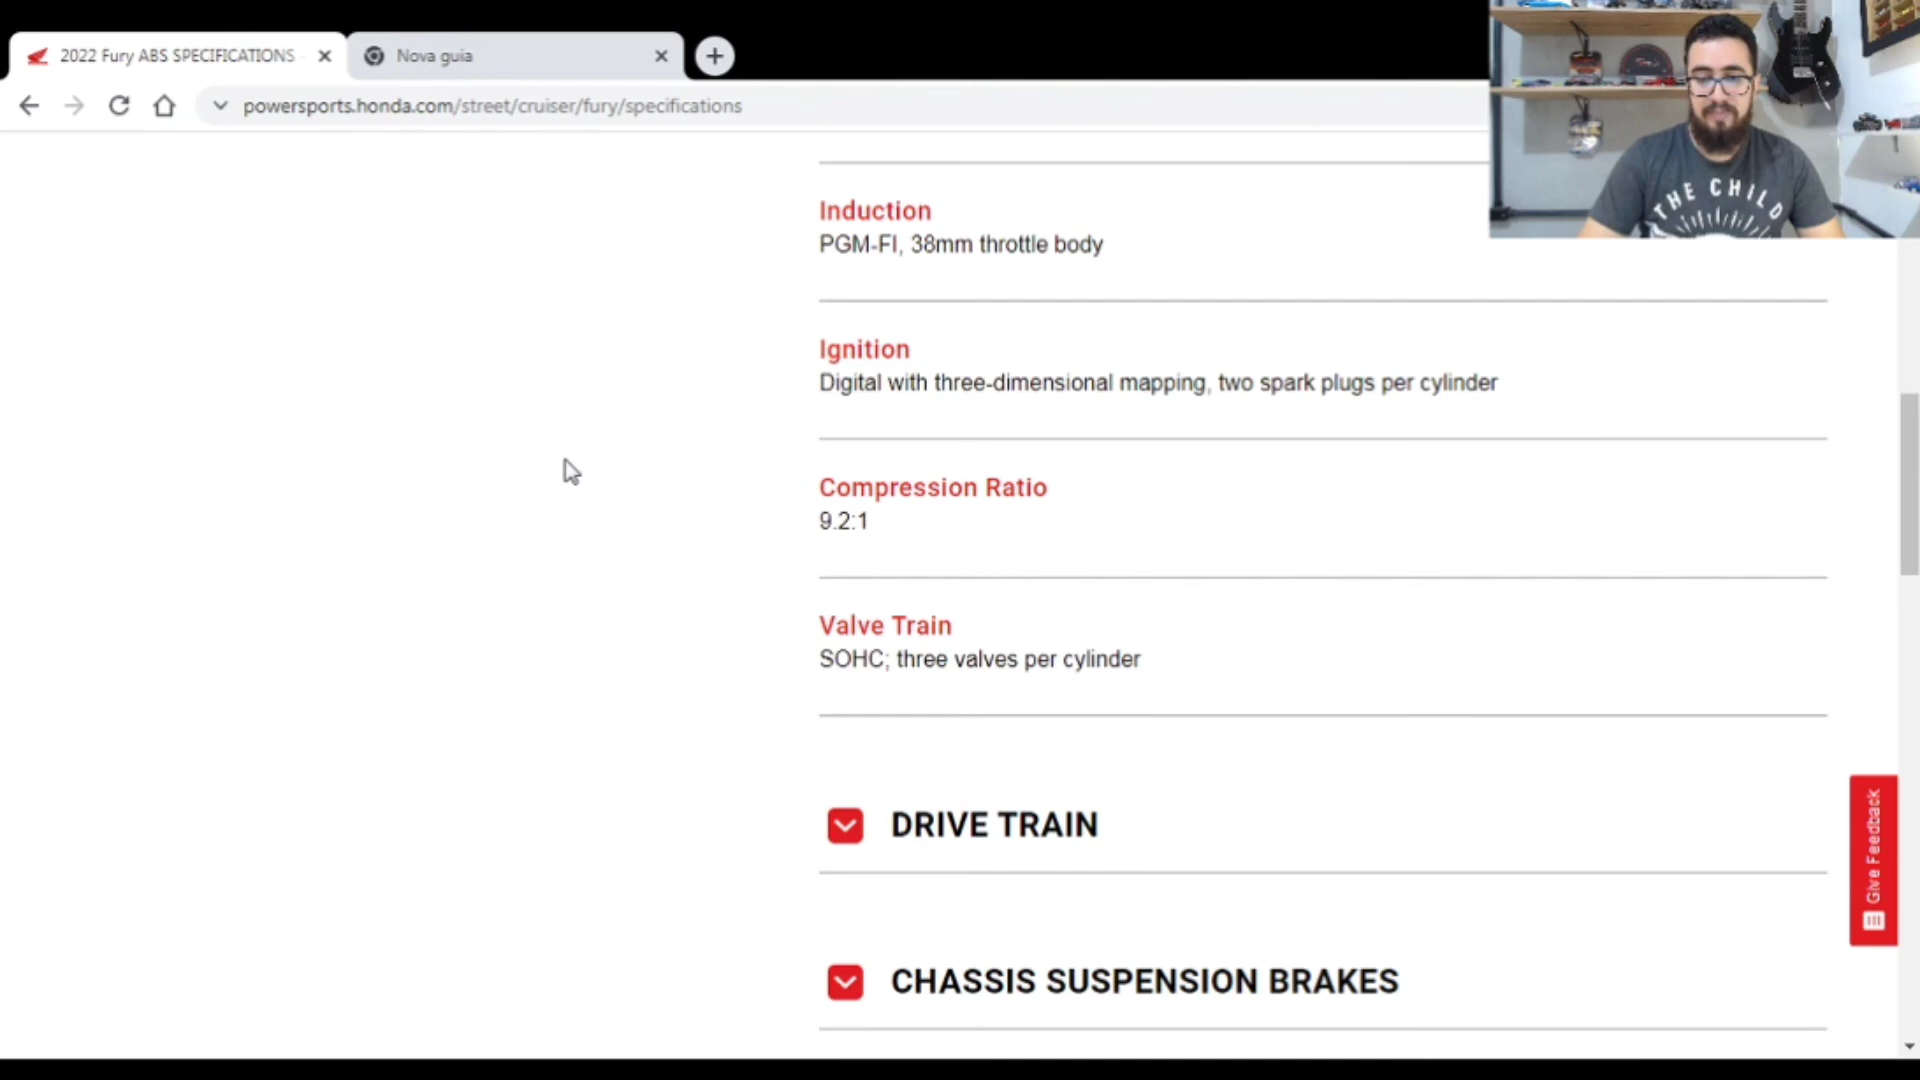 2022 Fury ABS SPECIFICATIONS
Nova guia
powersports.honda.com/street/cruiser/fury/specifications
THE CHILD
Induction
PGM-FI, 38mm throttle body
Ignition
Digital with three-dimensional mapping, two spark plugs per cylinder
Compression Ratio
9.2:1
Valve Train
SOHC; three valves per cylinder
DRIVE TRAIN
CHASSIS SUSPENSION BRAKES
Give Feedback